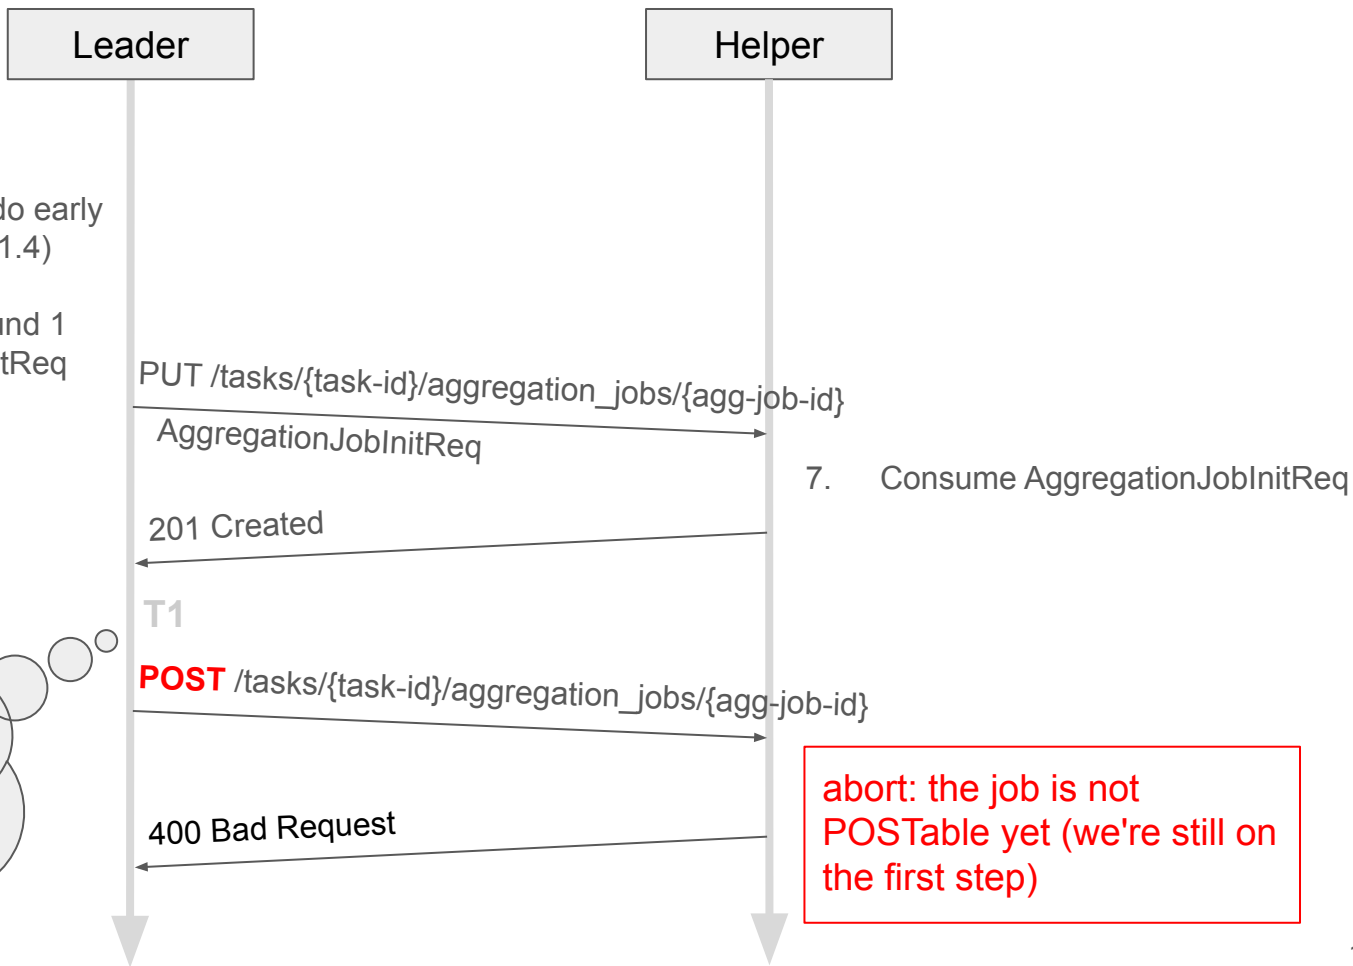 Leader
Helper
do early
1.4)
und 1
tReq
PUT /tasks/{task-id}/aggregation_jobs/{agg-job-id}
AggregationJobInitReq
7. Consume AggregationJobInitReq
201 Created
T1
POST /tasks/{task-id}/aggregation_jobs/{agg-job-id}
abort: the job is not
POSTable yet (we're still on
the first step)
400 Bad Request